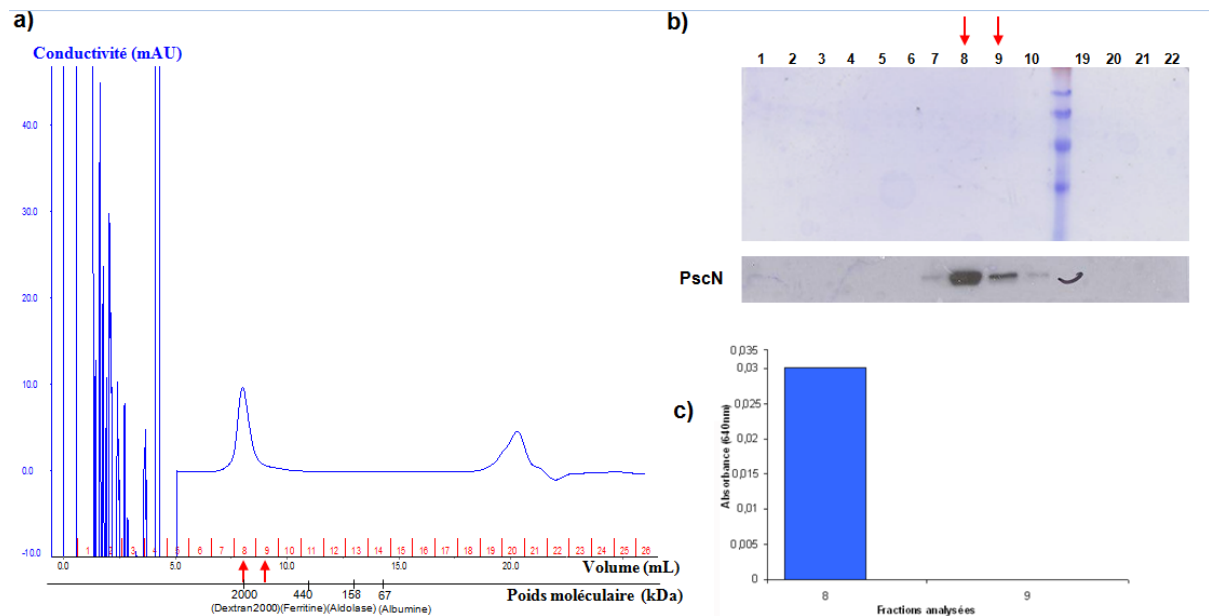 a)
Conductivité (mAU)
40.0
30.0
20.0
10.0
0.0
-10.0
1 2 3 4 5 6 7 8 9 10 11 12 13 14 15 16 17 18 19 20 21 22 23 24 25 26
0.0 5.0 10.0 15.0 20.0 Volume (mL)
2000 440 158 67 Poids moléculaire (kDa)
(Dextran2000)(Ferritine)(Aldolase) (Albumine)
b)
1 2 3 4 5 6 7 8 9 10 19 20 21 22
PscN
c)
Absorbance (640nm)
0,035
0,03
0,025
0,02
0,015
0,01
0,005
0
8 9
Fractions analysées